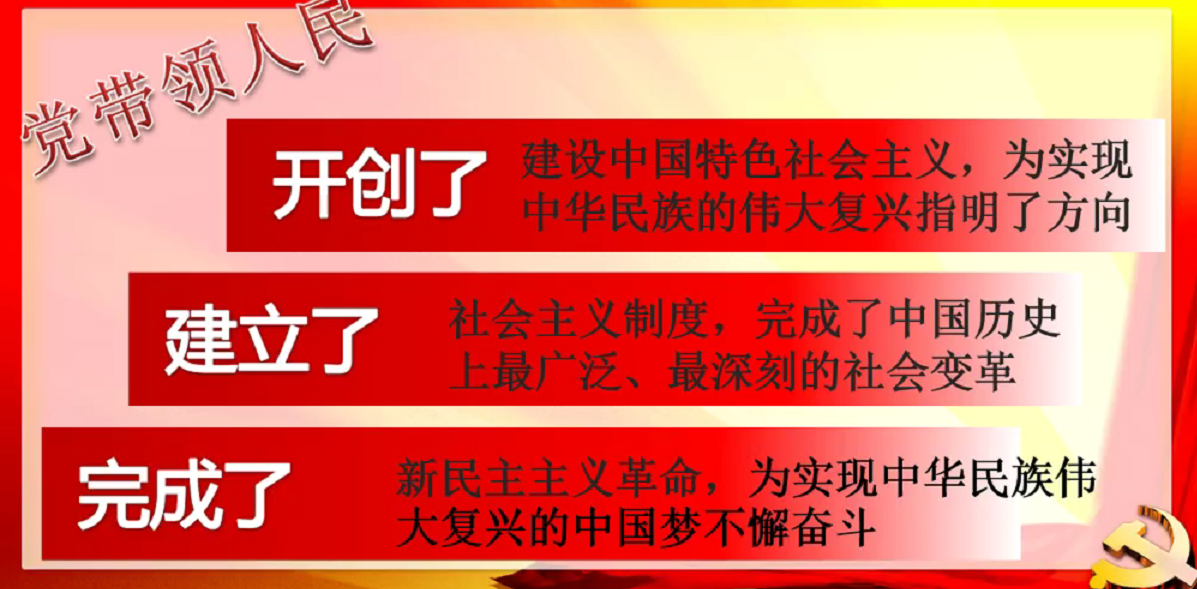 党带领人民
开创了
建设中国特色社会主义，为实现
中华民族的伟大复兴指明了方向
建立了
社会主义制度，完成了中国历史
上最广泛、最深刻的社会变革
完成了
新民主主义革命，为实现中华民族伟
大复兴的中国梦不懈奋斗